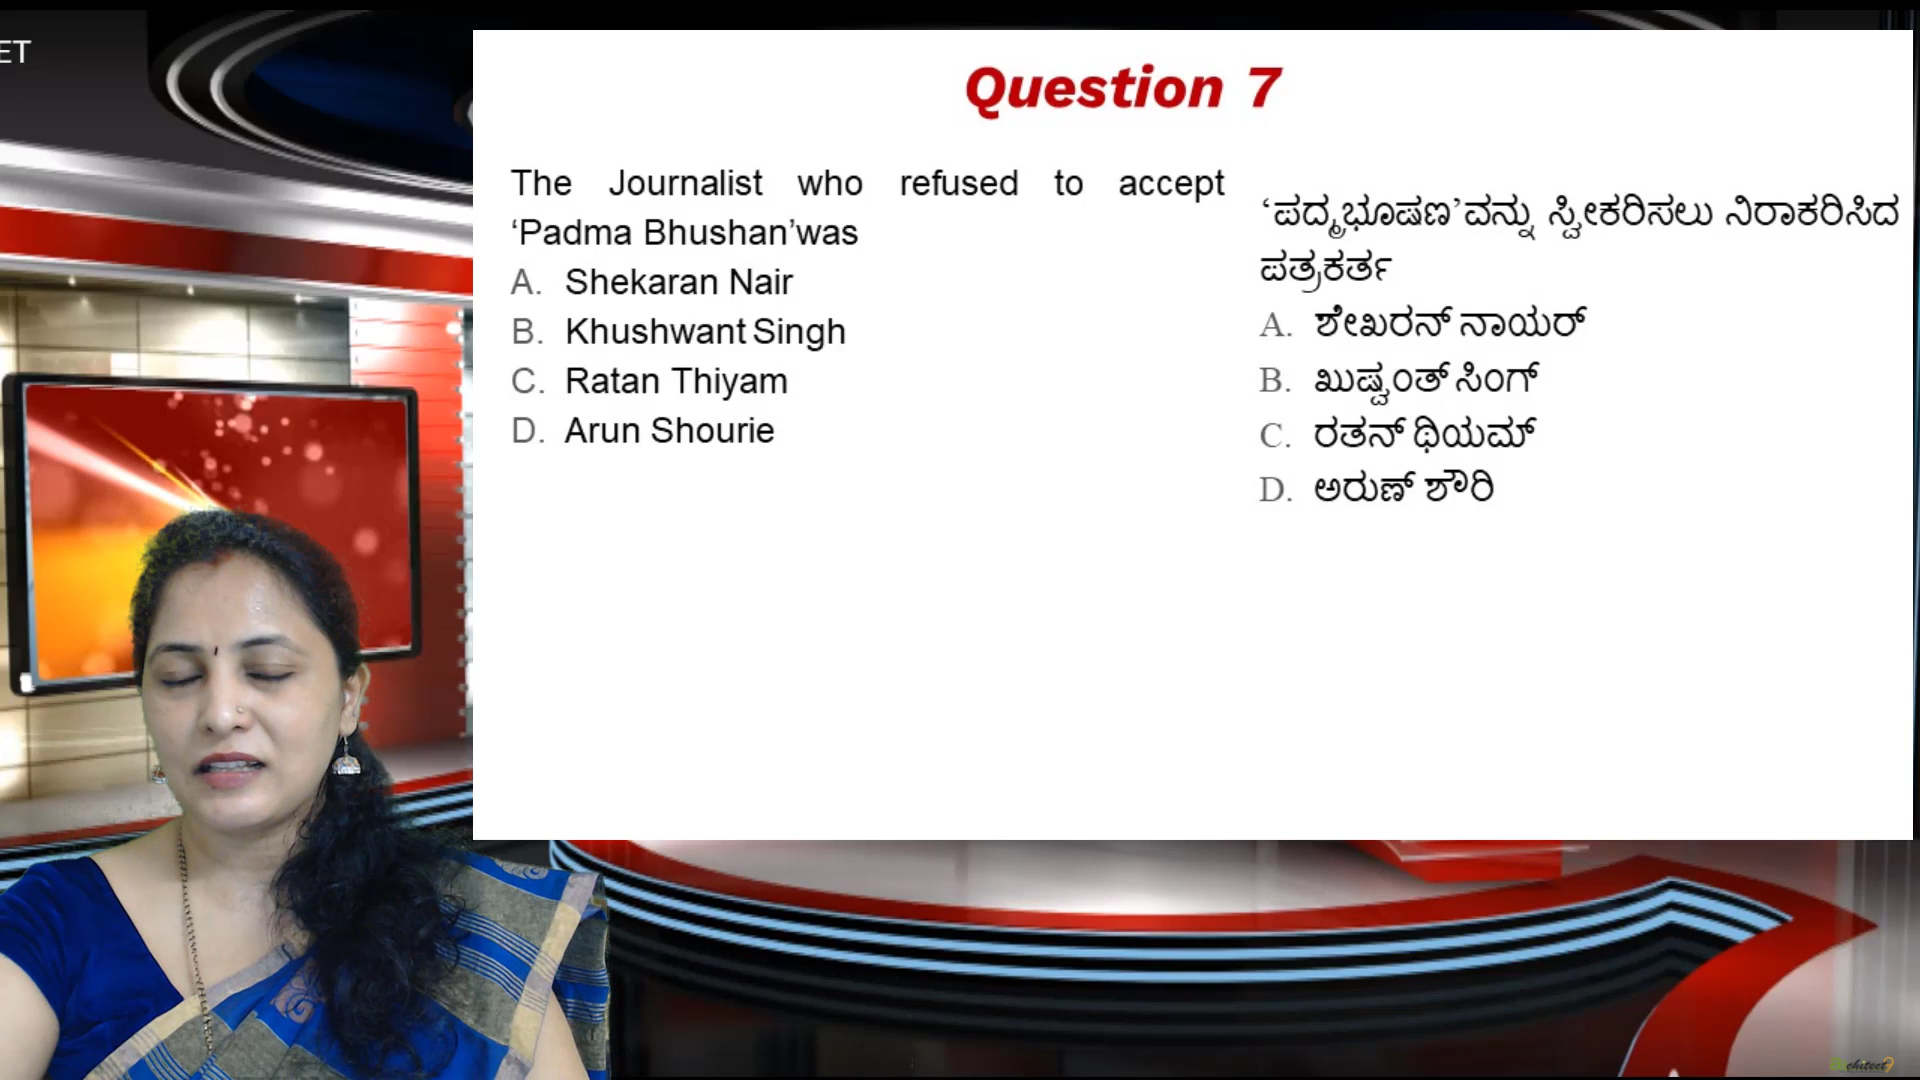 ET
Question 7
The Journalist who refused to accept
‘Padma Bhushan’was
A. Shekaran Nair
B. Khushwant Singh
C. Ratan Thiyam
D. Arun Shourie
‘ಪದ್ಮಭೂಷಣ’ವನ್ನು ಸ್ವೀಕರಿಸಲು ನಿರಾಕರಿಸಿದ
ಪತ್ರಕರ್ತ
A. ಶೇಖರನ್ ನಾಯರ್
B. ಖುಷ್ವಂತ್ ಸಿಂಗ್
C. ರತನ್ ಥಿಯಮ್
D. ಅರುಣ್ ಶೌರಿ